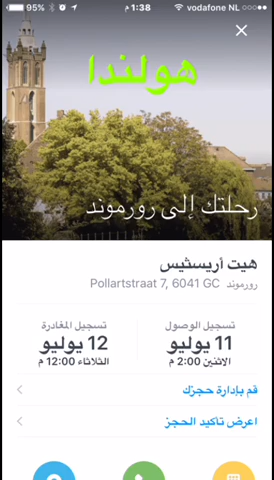 95% 1:38 م vodafone NL
هولندا
رحلتك إلى رورموند
هيت أريستيس
رورموند Pollartstraat 7, 6041 GC
تسجيل الوصول
11 يوليو
الاثنين 2:00 م
تسجيل المغادرة
12 يوليو
الثلاثاء 12:00 م
قم بإدارة حجزك
اعرض تأكيد الحجز